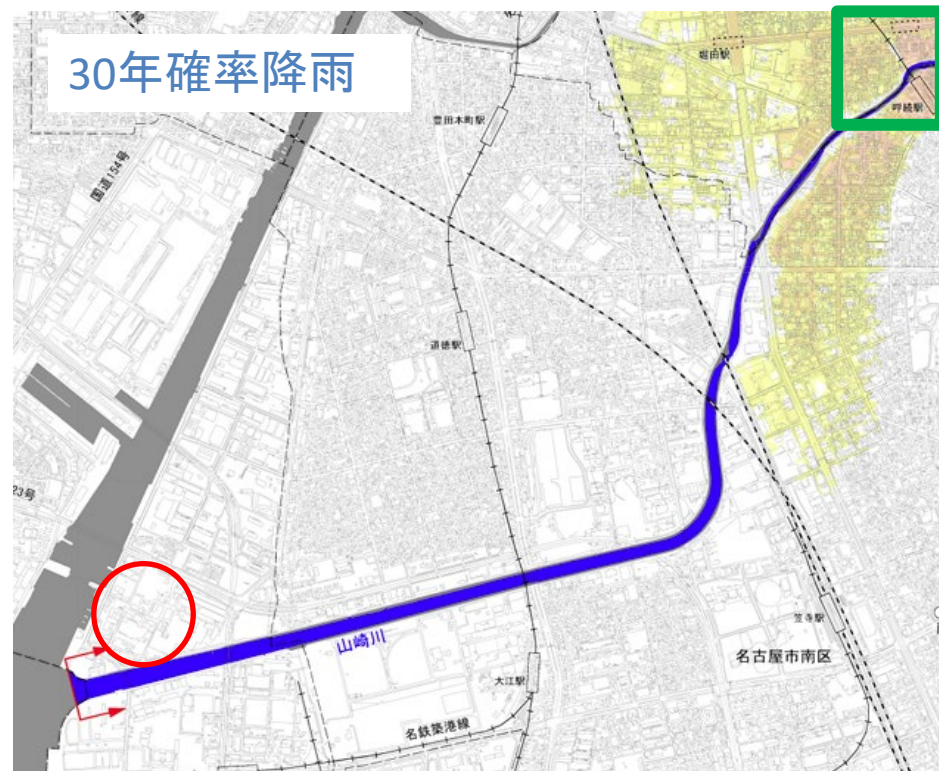 30年確率降雨
堀田駅
呼続駅
豊田本町駅
国道154号
道徳駅
23号
笠寺駅
山崎川
名古屋市南区
大江駅
名鉄築港線